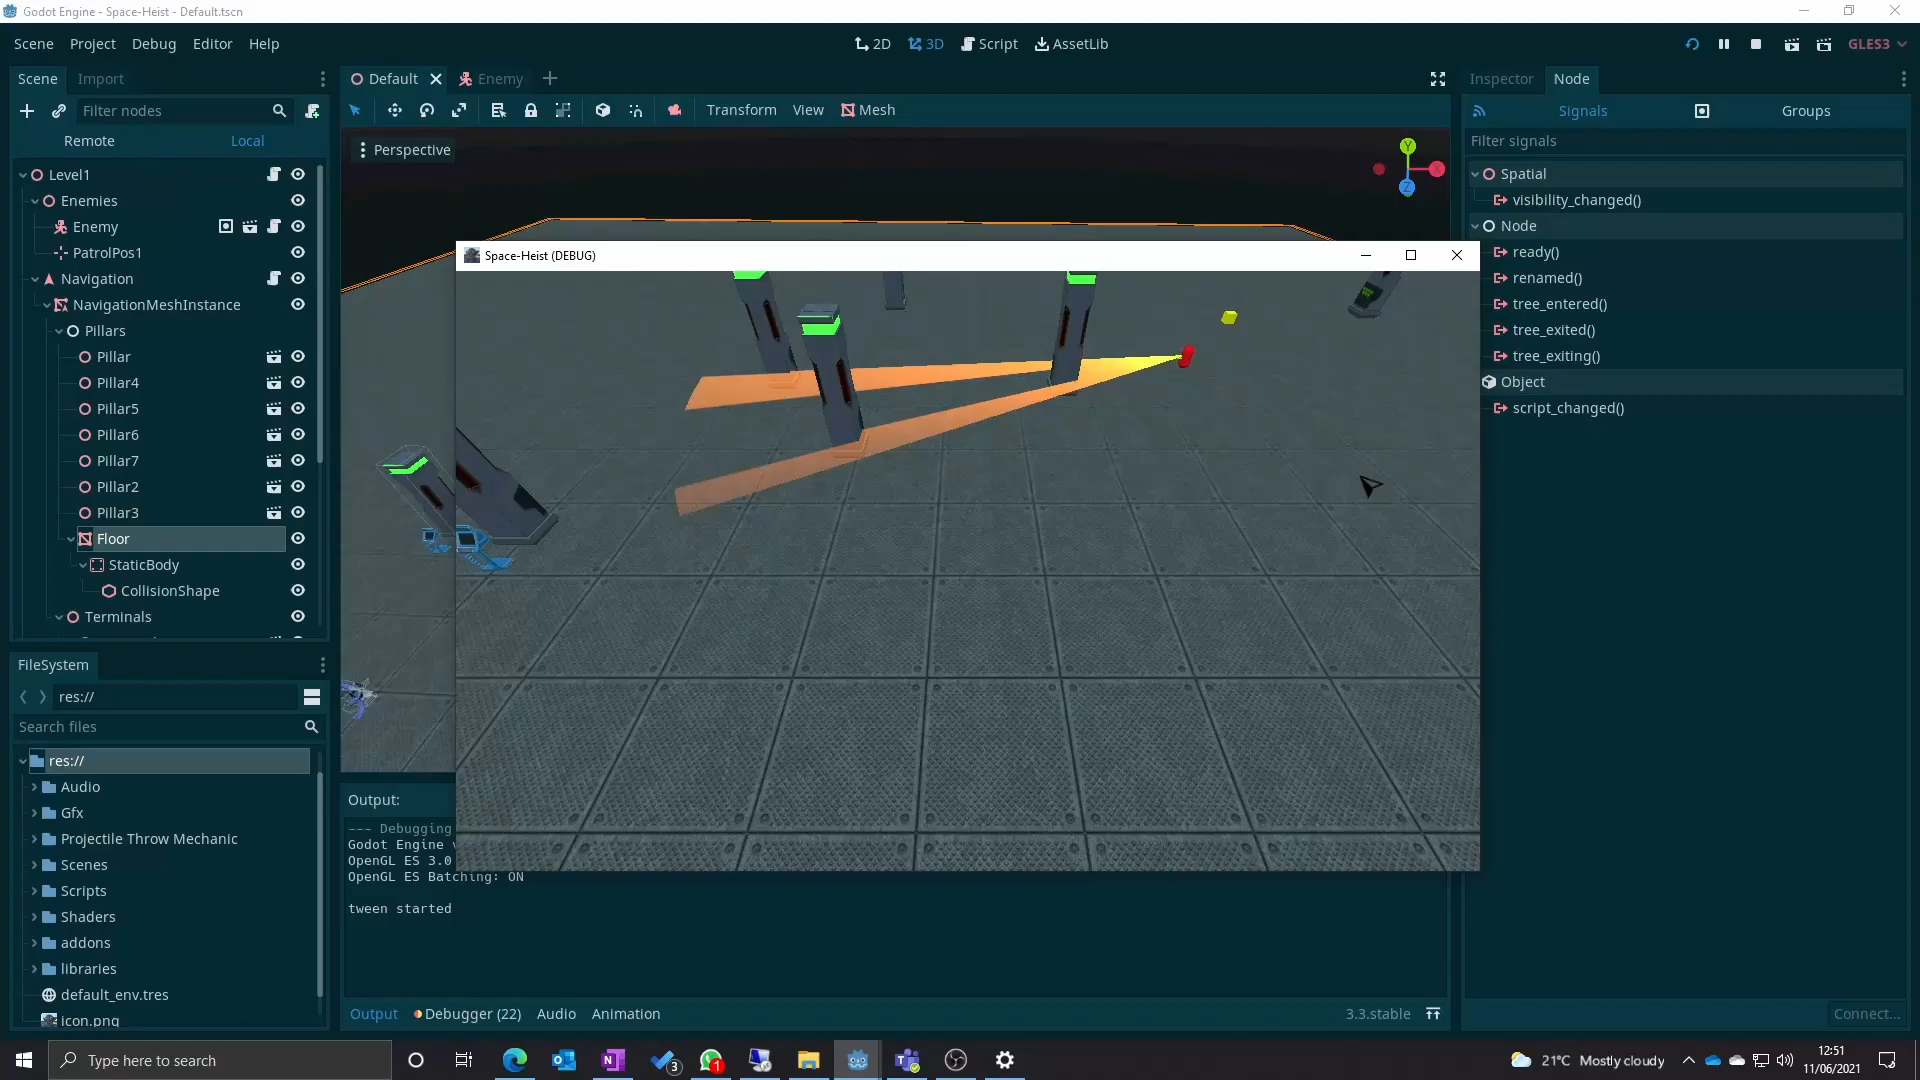 Godot Engine - Space-Heist - Default.tscn
Scene Project Debug Editor Help
2D 3D Script AssetLib
GLES3
Scene Import
Default Enemy
Inspector Node
Filter nodes
Transform View Mesh
Signals Groups
Remote Local
Perspective
Filter signals
Level1
Enemies
Enemy
PatrolPos1
Navigation
NavigationMeshInstance
Pillars
Pillar
Pillar4
Pillar5
Pillar6
Pillar7
Pillar2
Pillar3
Floor
StaticBody
CollisionShape
Terminals
Y
X
Z
Space-Heist (DEBUG)
Spatial
visibility_changed()
Node
ready()
renamed()
tree_entered()
tree_exited()
tree_exiting()
Object
script_changed()
FileSystem
res://
Search files
res://
Audio
Gfx
Projectile Throw Mechanic
Scenes
Scripts
Shaders
addons
libraries
default_env.tres
icon.png
Output:
--- Debugging
Godot Engine
OpenGL ES 3.0
OpenGL ES Batching: ON
tween started
Output Debugger (22) Audio Animation
3.3.stable
Connect...
Type here to search
3
1
21°C Mostly cloudy
12:51
11/06/2021